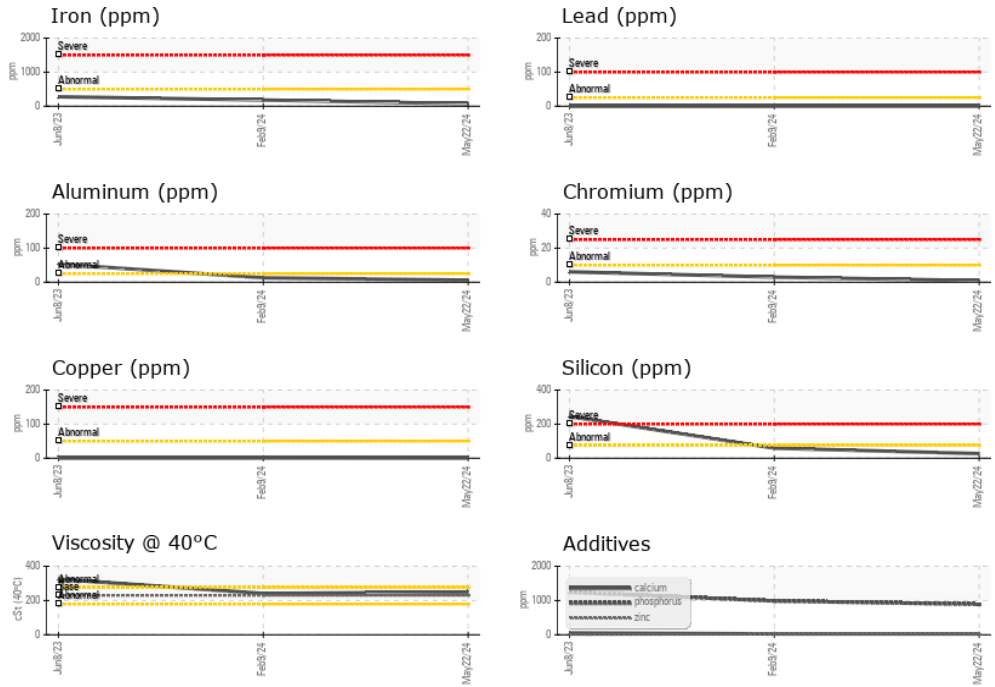 Iron (ppm)
2000
1000
0
ppm
Severe
Abnormal
Jun8/23
Feb9/24
May22/24
Lead (ppm)
200
100
0
ppm
Severe
Abnormal
Jun8/23
Feb9/24
May22/24
Aluminum (ppm)
200
100
0
ppm
Severe
Abnormal
Jun8/23
Feb9/24
May22/24
Chromium (ppm)
40
20
0
ppm
Severe
Abnormal
Jun8/23
Feb9/24
May22/24
Copper (ppm)
200
100
0
ppm
Severe
Abnormal
Jun8/23
Feb9/24
May22/24
Silicon (ppm)
400
200
0
ppm
Severe
Abnormal
Jun8/23
Feb9/24
May22/24
Viscosity @ 40°C
400
200
0
cSt (40°C)
Abnormal
Base
Abnormal
Jun8/23
Feb9/24
May22/24
Additives
2000
1000
0
ppm
calcium
phosphorus
zinc
Jun8/23
Feb9/24
May22/24